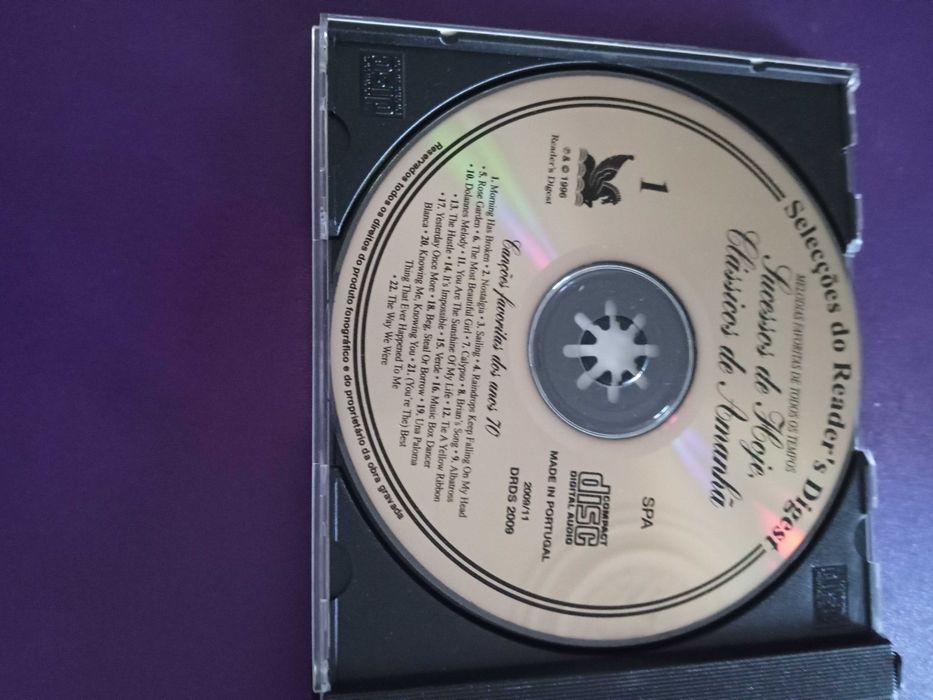 Selecções do Reader's Digest
MELODIAS FAVORITAS DE TODOS OS TEMPOS
Sucessos de Hoje,
Clássicos de Amanhã
1
Reader's Digest
℗ & © 1996
SPA
COMPACT
disc
DIGITAL AUDIO
MADE IN PORTUGAL
2009/11
DRDS 2009
Canções favoritas dos anos 70
1. Morning Has Broken • 2. Nostalgia • 3. Sailing • 4. Raindrops Keep Falling On My Head
• 5. Rose Garden • 6. The Most Beautiful Girl • 7. Calypso • 8. Brian's Song • 9. Albatross
• 10. Dolannes Melody • 11. You Are The Sunshine Of My Life • 12. Tie A Yellow Ribbon
• 13. The Hustle • 14. It's Impossible • 15. Verde • 16. Music Box Dancer
• 17. Yesterday Once More • 18. Beg, Steal Or Borrow • 19. Una Paloma
Blanca • 20. Knowing Me, Knowing You • 21. (You're The) Best
Thing That Ever Happened To Me
• 22. The Way We Were
Reservados todos os direitos do produtor fonográfico e do proprietário da obra gravada